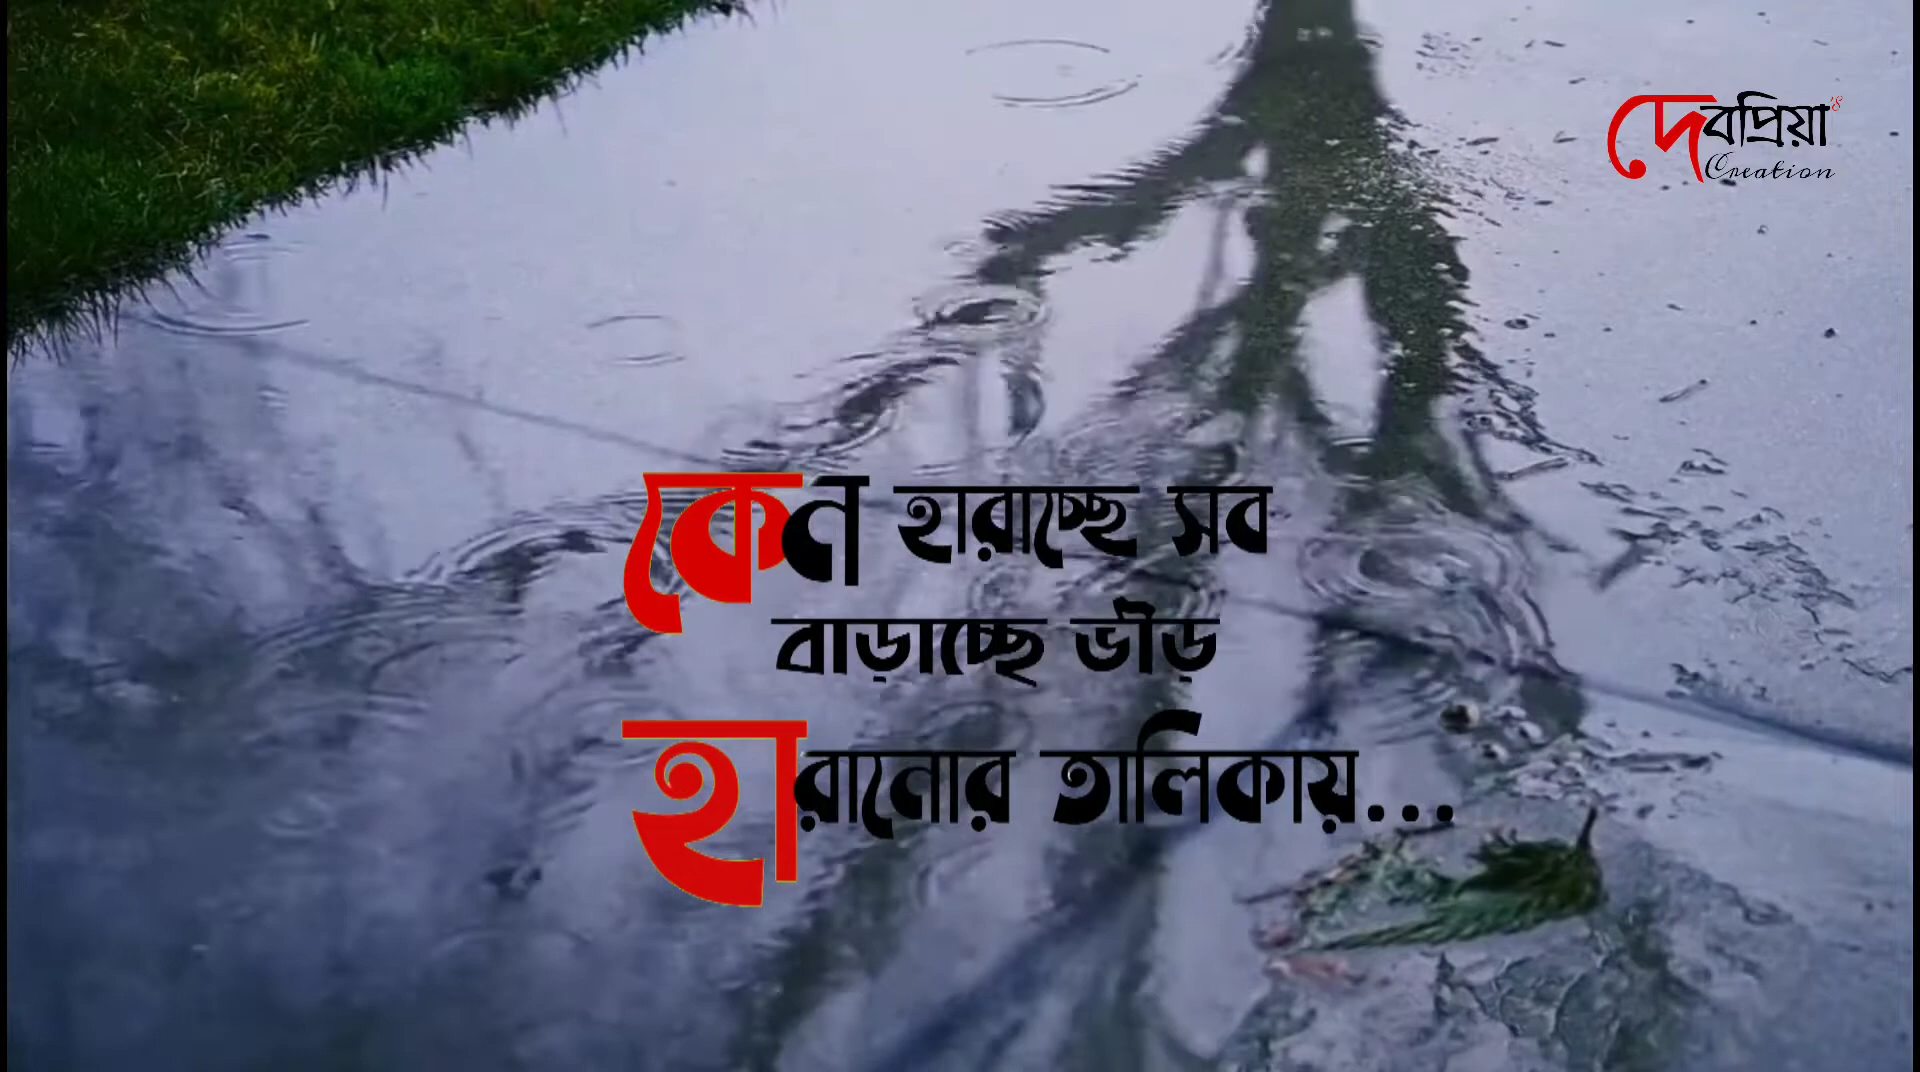 দেবপ্রিয়া's
Creation
কেন হারাচ্ছে সব
বাড়াচ্ছে ভীড়
হারানোর তালিকায়...